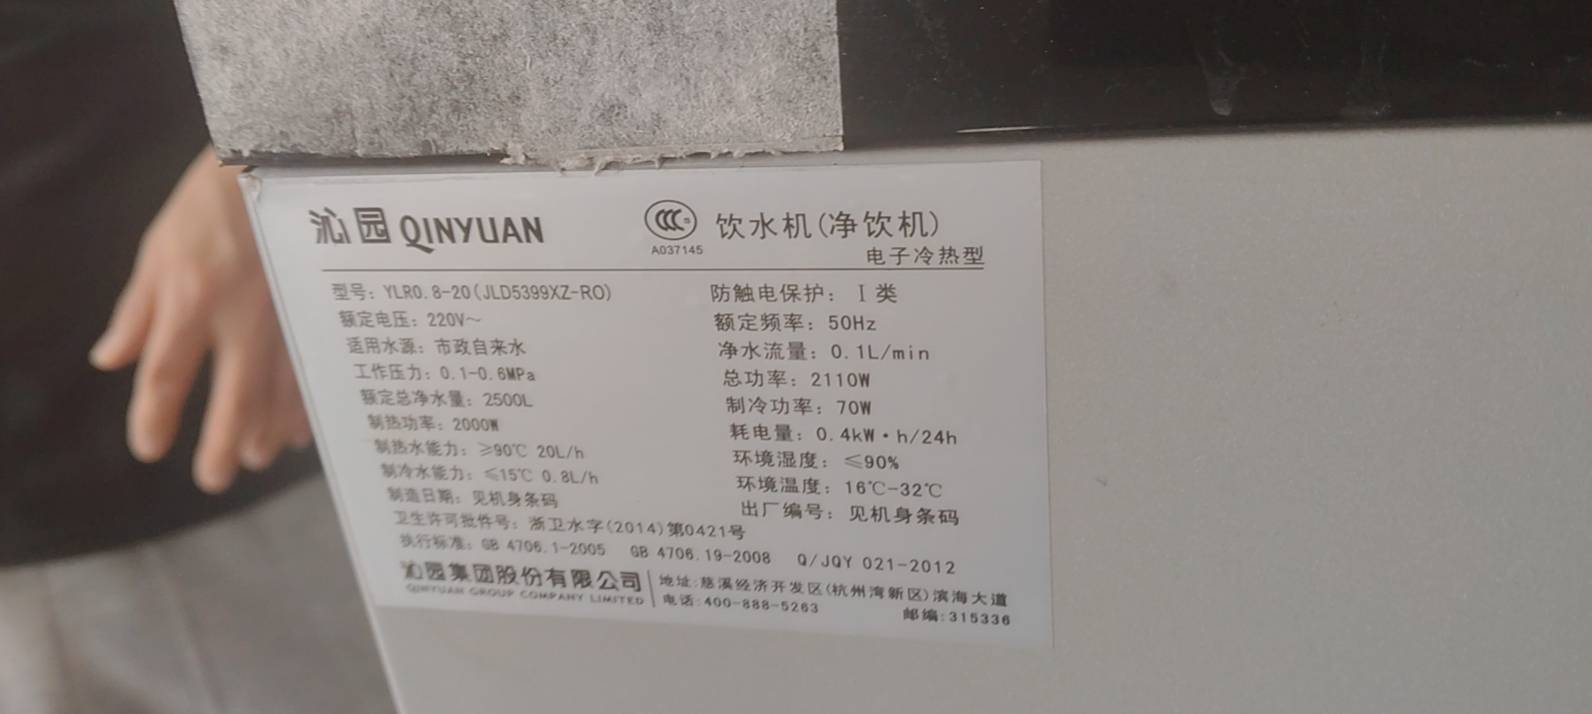 沁园 QINYUAN
CCC S
A037145
饮水机(净饮机)
电子冷热型
型号: YLR0.8-20(JLD5399XZ-RO)
防触电保护: Ⅰ类
额定电压: 220V～
额定频率: 50Hz
适用水源: 市政自来水
净水流量: 0.1L/min
工作压力: 0.1-0.6MPa
总功率: 2110W
额定总净水量: 2500L
制冷功率: 70W
制热功率: 2000W
耗电量: 0.4kW·h/24h
制热水能力: ≥90℃ 20L/h
环境湿度: ≤90%
制冷水能力: ≤15℃ 0.8L/h
环境温度: 16℃-32℃
制造日期: 见机身条码
出厂编号: 见机身条码
卫生许可批件号: 浙卫水字(2014)第0421号
执行标准: GB 4706.1-2005 GB 4706.19-2008 Q/JQY 021-2012
沁园集团股份有限公司
QINYUAN GROUP COMPANY LIMITED
地址:慈溪经济开发区(杭州湾新区)滨海大道
电话:400-888-5263 邮编:315336